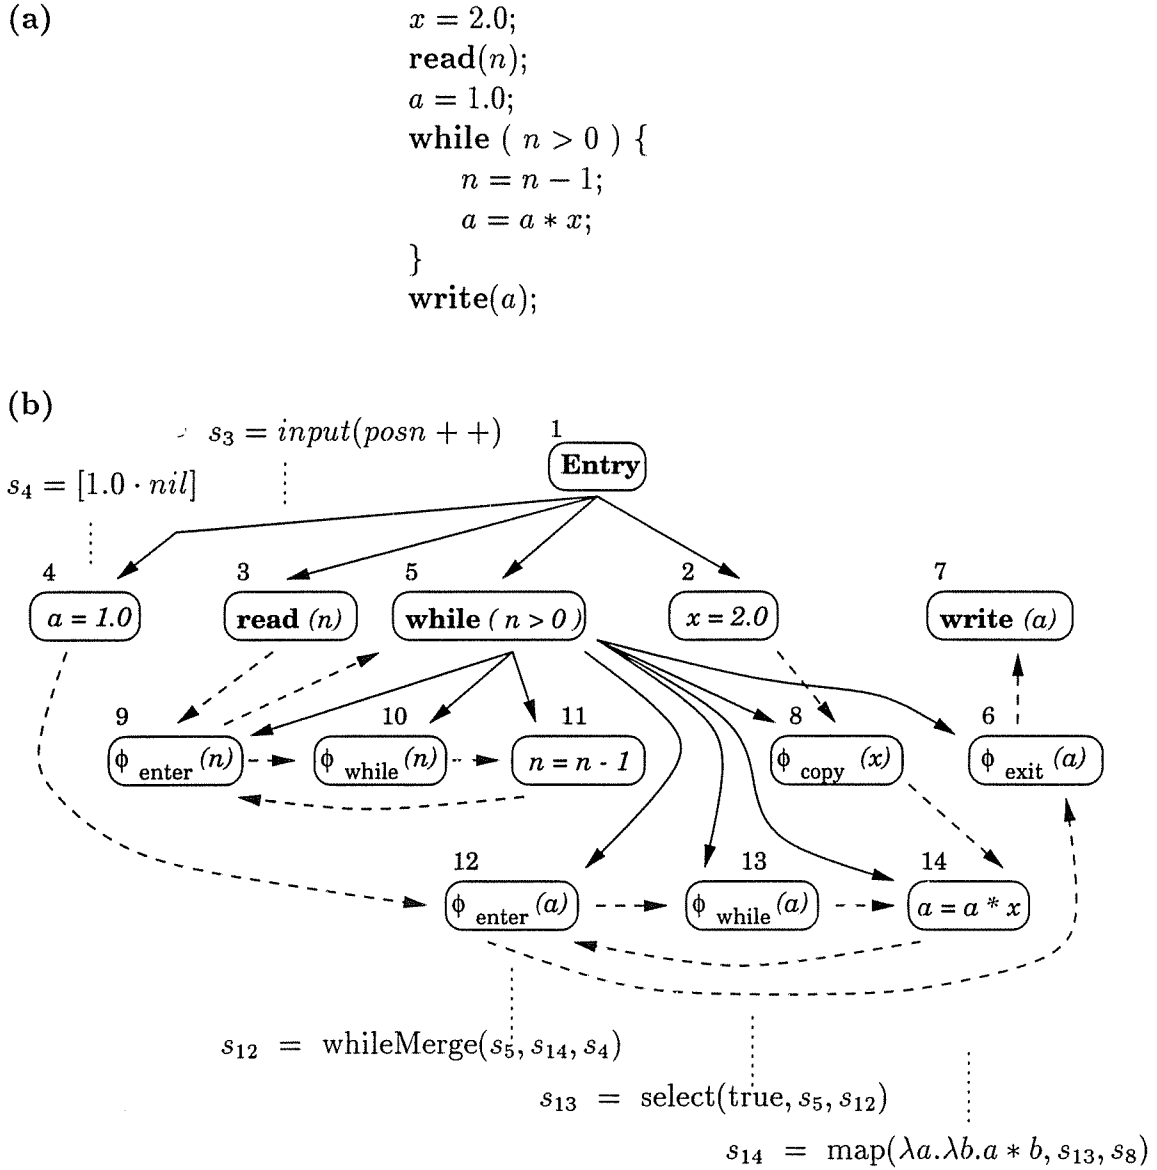 (a)
x = 2.0;
read(n);
a = 1.0;
while ( n > 0 ) {
n = n − 1;
a = a ∗ x;
}
write(a);
(b)
s₃ = input(posn + +)
1
Entry
s₄ = [1.0 · nil]
4
3
5
2
7
a = 1.0
read (n)
while ( n > 0 )
x = 2.0
write (a)
9
10
11
8
6
ϕ enter (n)
ϕ while (n)
n = n - 1
ϕ copy (x)
ϕ exit (a)
12
13
14
ϕ enter (a)
ϕ while (a)
a = a * x
s₁₂ = whileMerge(s₅, s₁₄, s₄)
s₁₃ = select(true, s₅, s₁₂)
s₁₄ = map(λa.λb.a ∗ b, s₁₃, s₈)